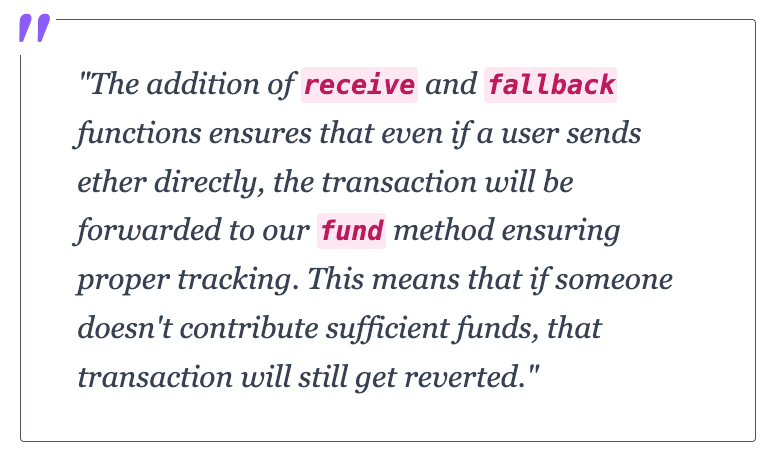 "The addition of receive and fallback
functions ensures that even if a user sends
ether directly, the transaction will be
forwarded to our fund method ensuring
proper tracking. This means that if someone
doesn't contribute sufficient funds, that
transaction will still get reverted."